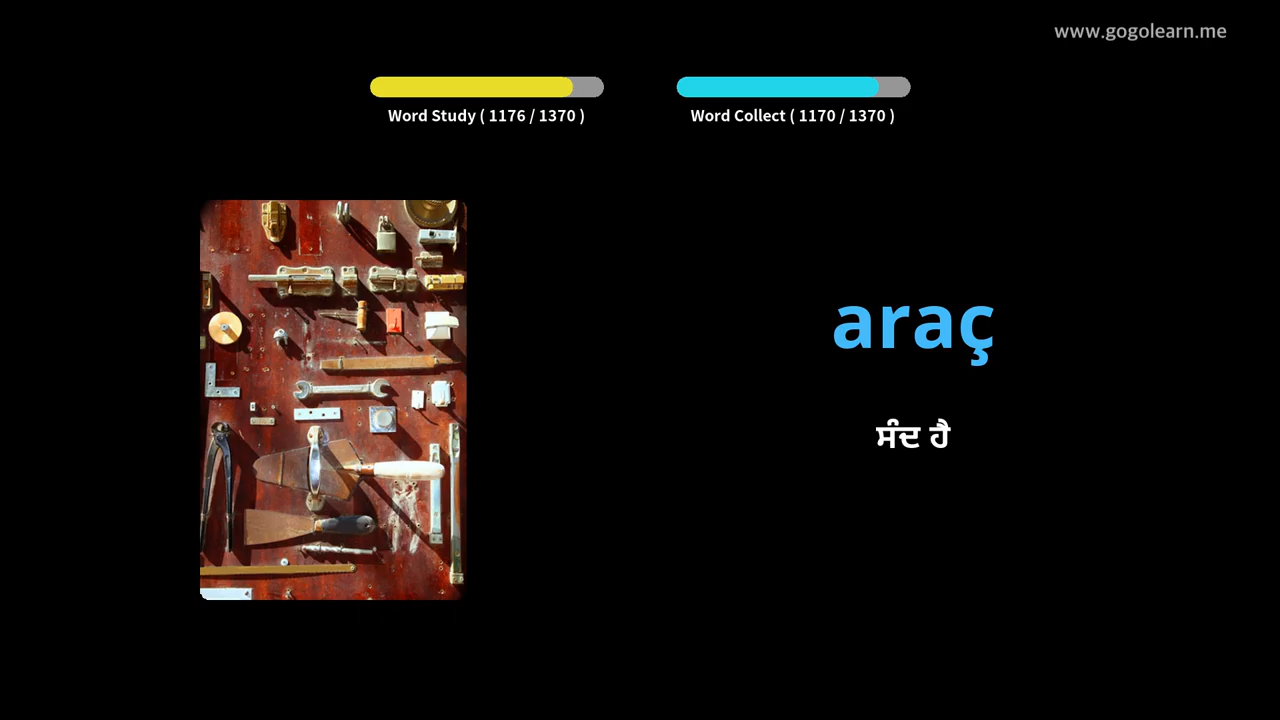 www.gogolearn.me
Word Study ( 1176 / 1370 )
Word Collect ( 1170 / 1370 )
araç
ਸੰਦ ਹੈ